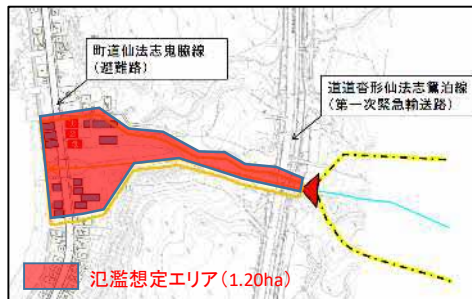 町道仙法志鬼脇線
(避難路)
道道沓形仙法志鴛泊線
(第一次緊急輸送路)
氾濫想定エリア(1.20ha)